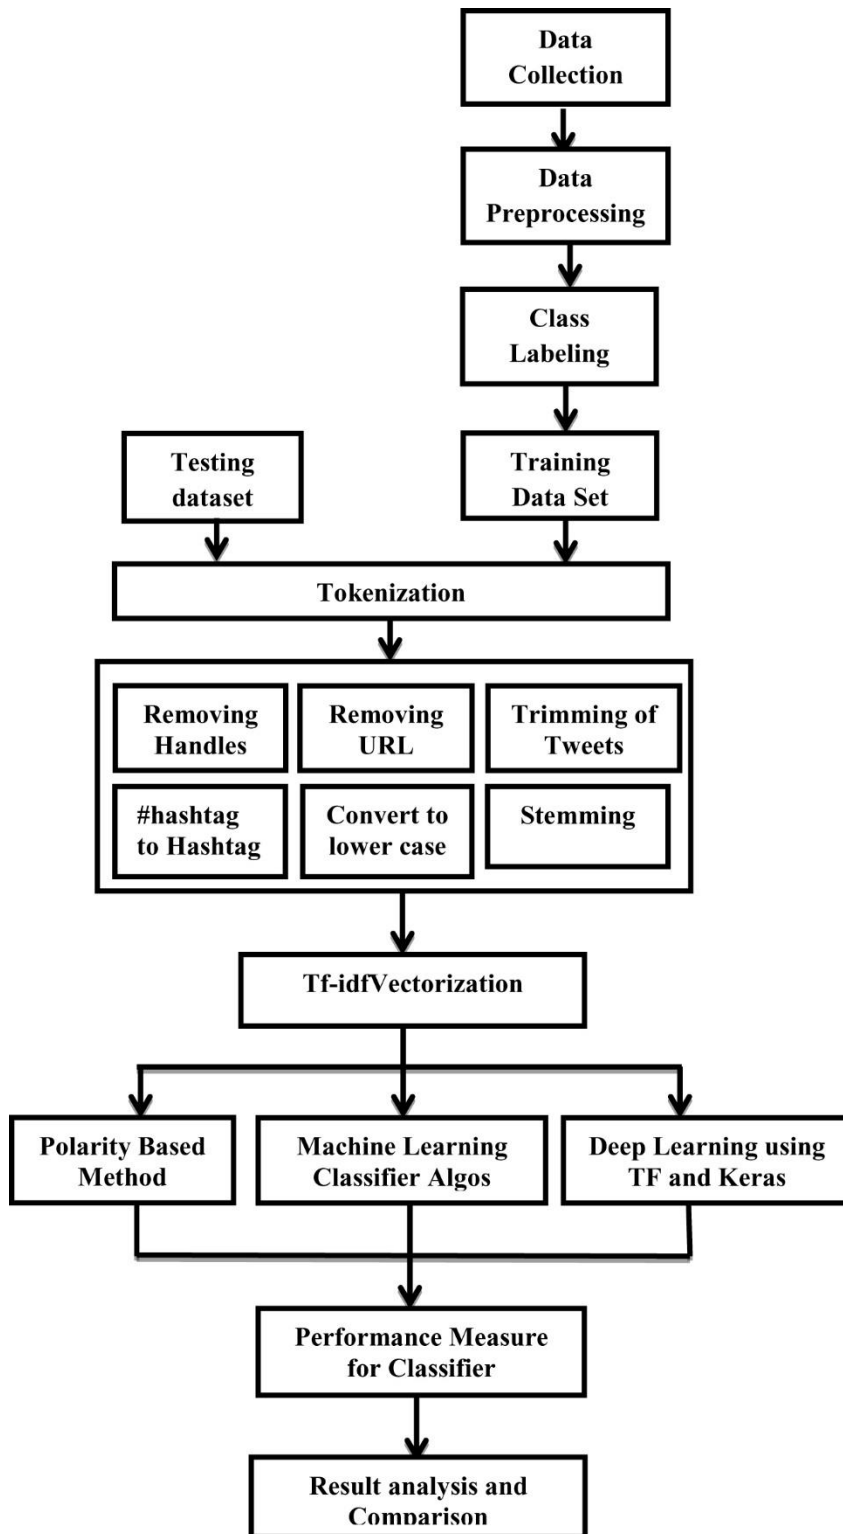 Data
Collection
Data
Preprocessing
Class
Labeling
Testing
dataset
Training
Data Set
Tokenization
Removing
Handles
Removing
URL
Trimming of
Tweets
#hashtag
to Hashtag
Convert to
lower case
Stemming
Tf-idfVectorization
Polarity Based
Method
Machine Learning
Classifier Algos
Deep Learning using
TF and Keras
Performance Measure
for Classifier
Result analysis and
Comparison